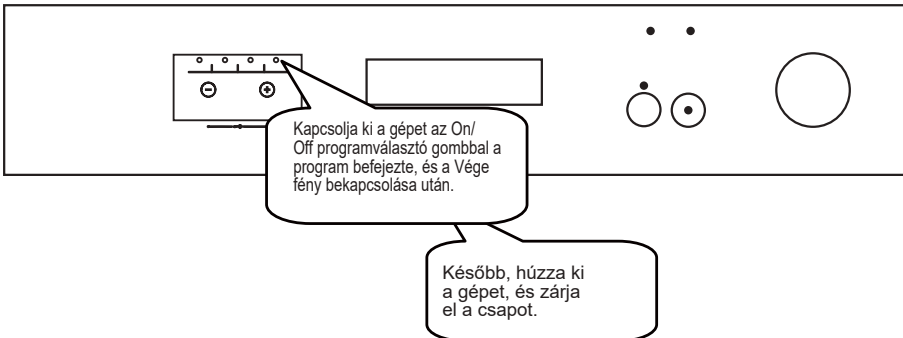 Kapcsolja ki a gépet az On/
Off programválasztó gombbal a
program befejezte, és a Vége
fény bekapcsolása után.
Később, húzza ki
a gépet, és zárja
el a csapot.